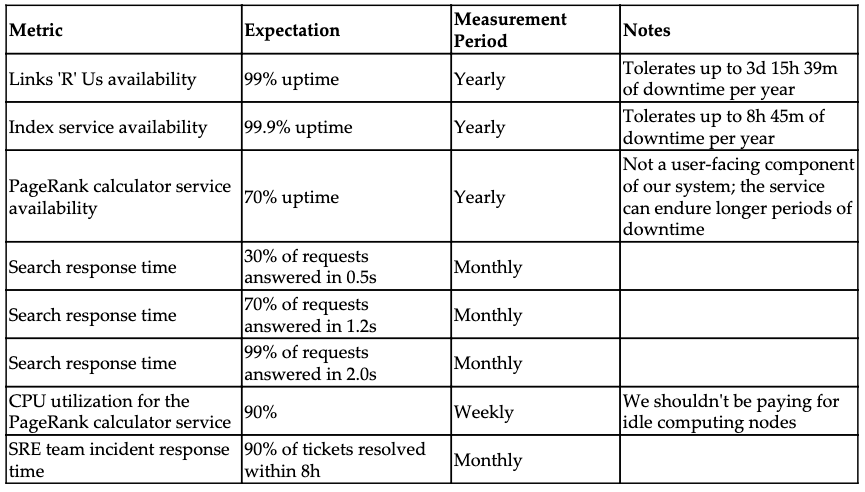 Metric Expectation Measurement Period Notes
Links 'R' Us availability 99% uptime Yearly Tolerates up to 3d 15h 39m
of downtime per year
Index service availability 99.9% uptime Yearly Tolerates up to 8h 45m of
downtime per year
PageRank calculator service
availability 70% uptime Yearly Not a user-facing component
of our system; the service
can endure longer periods of
downtime
Search response time 30% of requests
answered in 0.5s Monthly
Search response time 70% of requests
answered in 1.2s Monthly
Search response time 99% of requests
answered in 2.0s Monthly
CPU utilization for the
PageRank calculator service 90% Weekly We shouldn't be paying for
idle computing nodes
SRE team incident response
time 90% of tickets resolved
within 8h Monthly